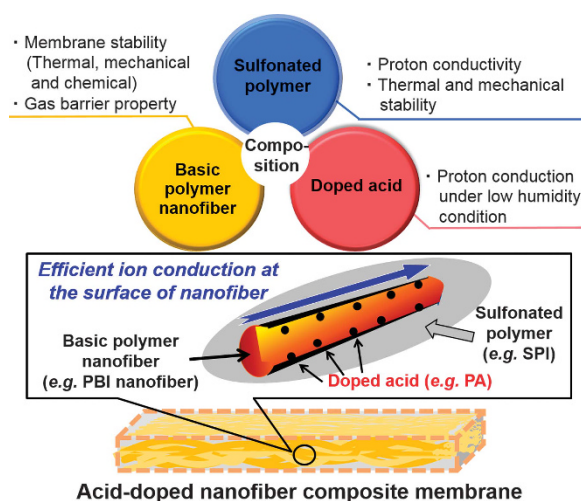 ・Membrane stability
(Thermal, mechanical
and chemical)
・Gas barrier property
Sulfonated
polymer
・Proton conductivity
・Thermal and mechanical
stability
Compo-
sition
Basic
polymer
nanofiber
Doped acid
・Proton conduction
under low humidity
condition
Efficient ion conduction at
the surface of nanofiber
Basic polymer
nanofiber
(e.g. PBI nanofiber)
Sulfonated
polymer
(e.g. SPI)
Doped acid (e.g. PA)
Acid-doped nanofiber composite membrane